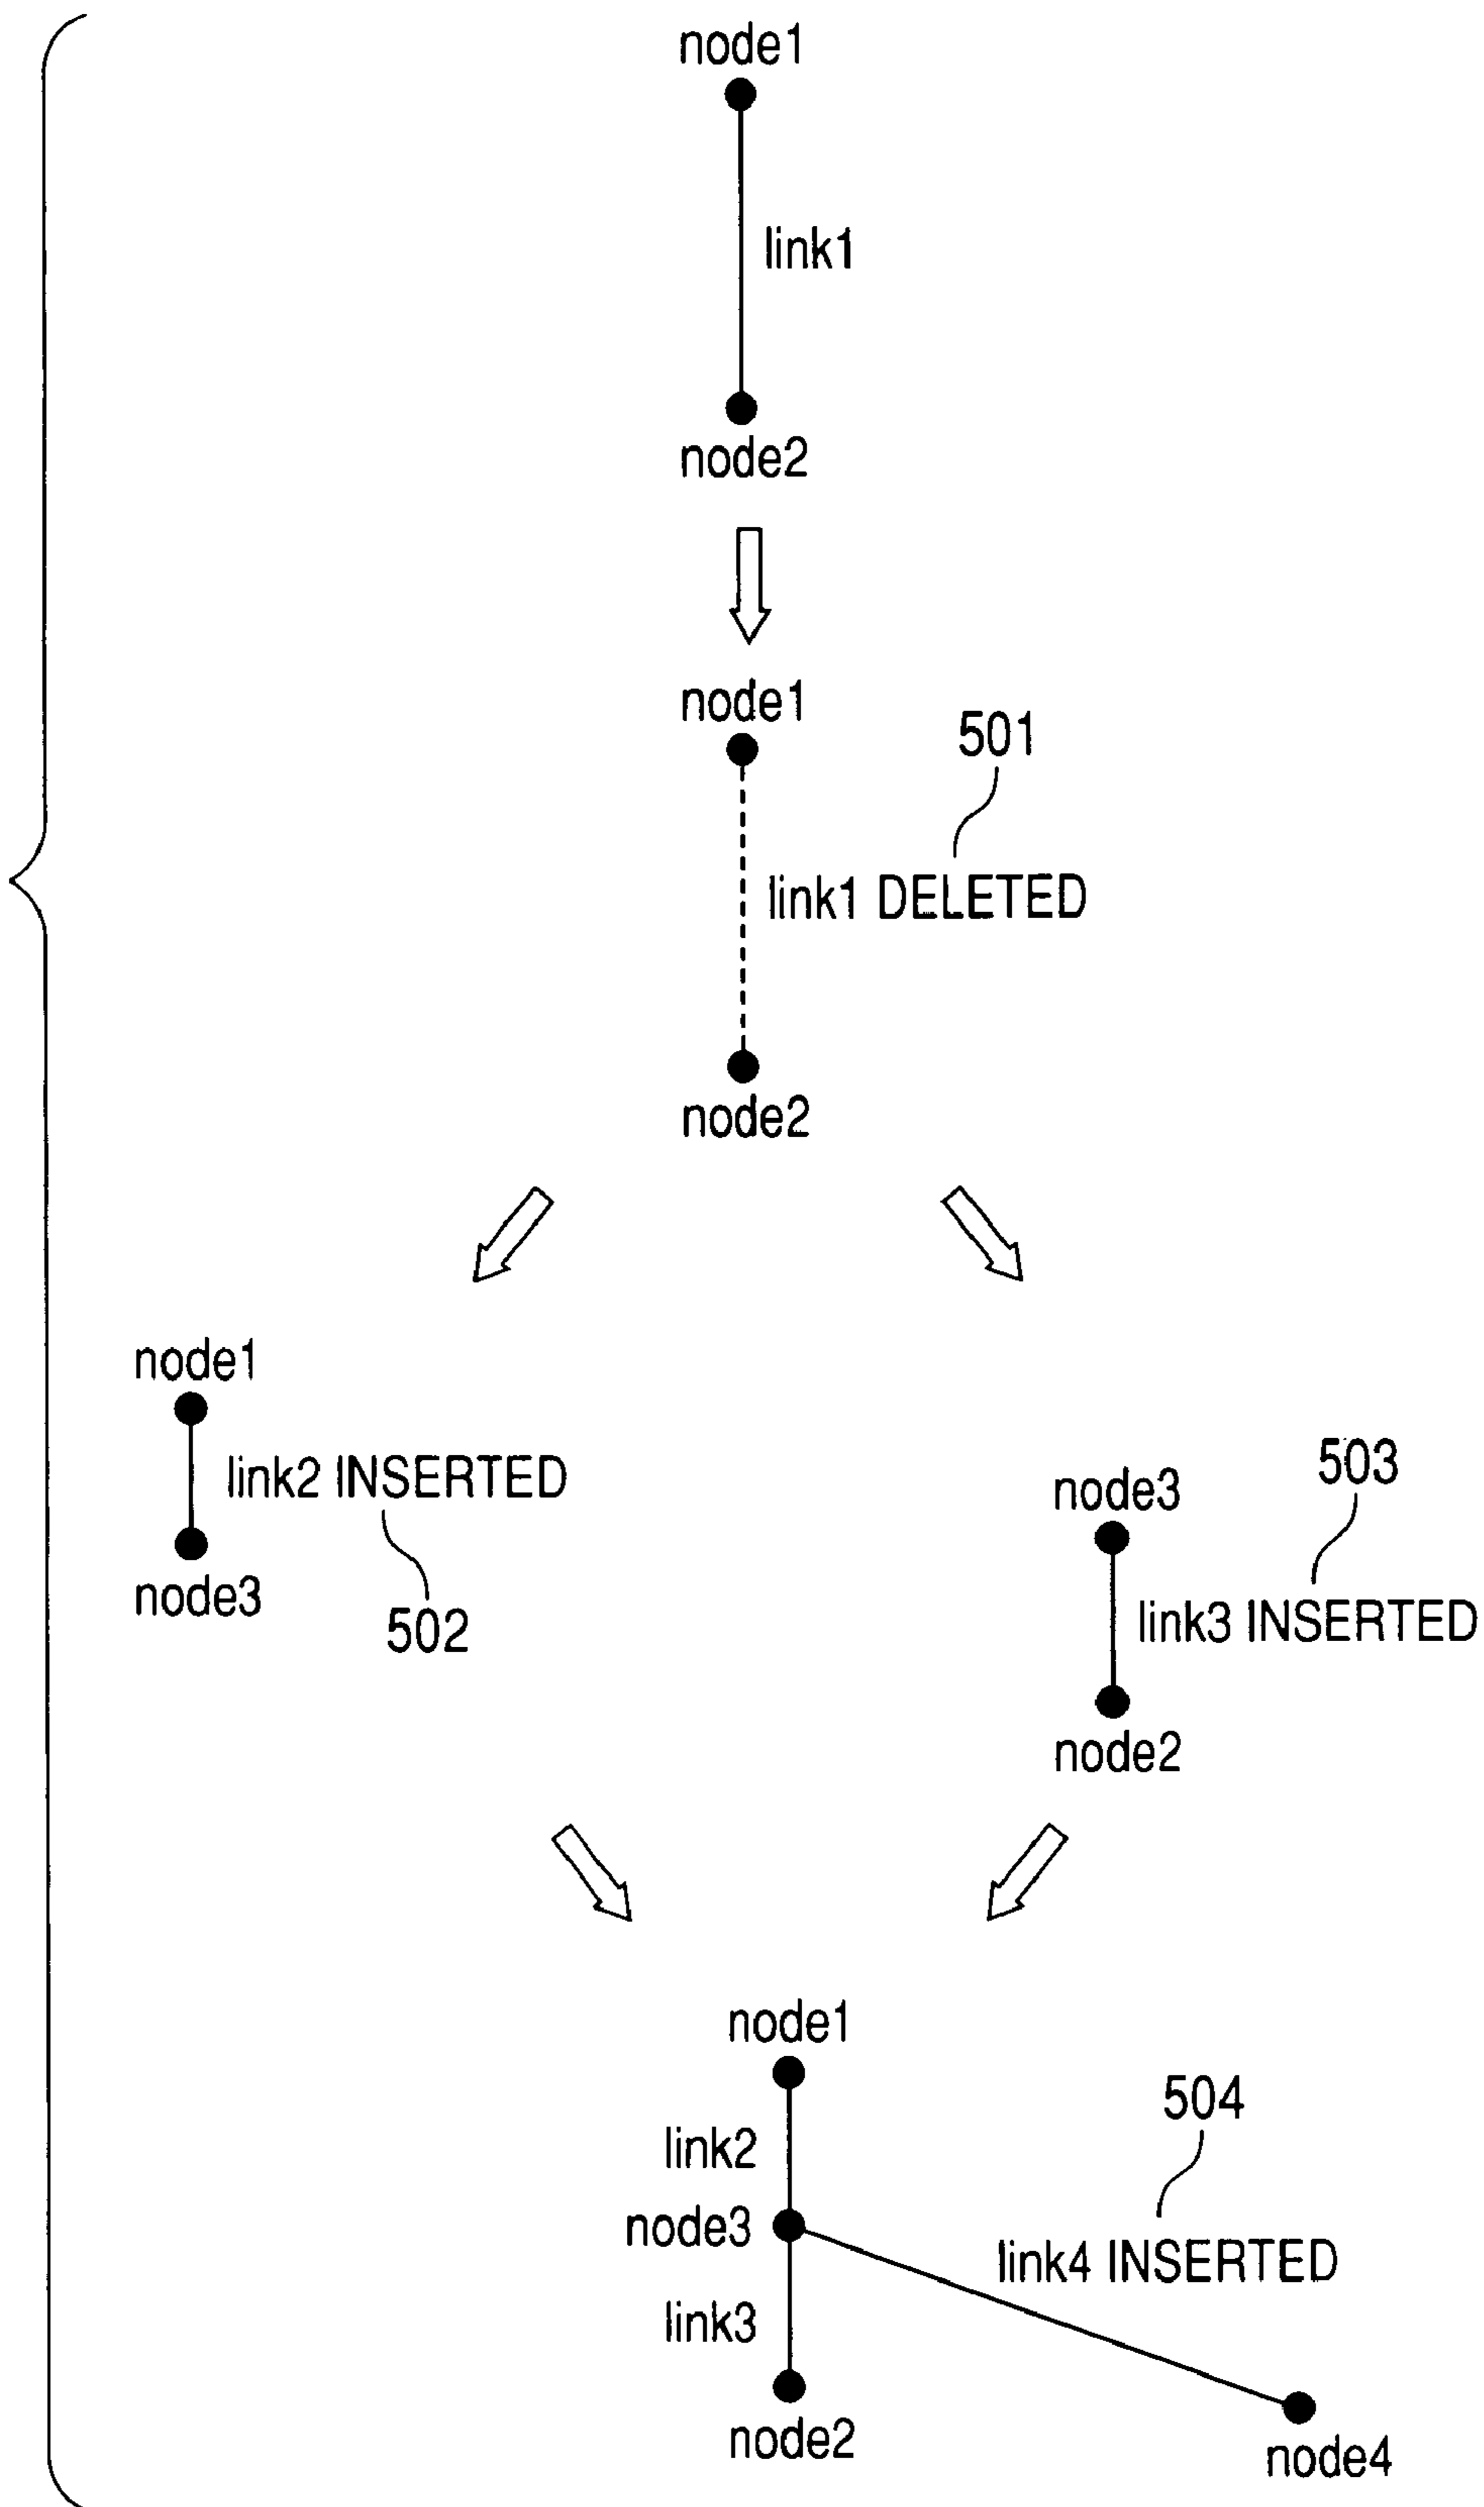 node1
link1
node2
node1
501
link1 DELETED
node2
node1
link2 INSERTED
node3
502
503
node3
link3 INSERTED
node2
node1
504
link2
node3
link4 INSERTED
link3
node2
node4